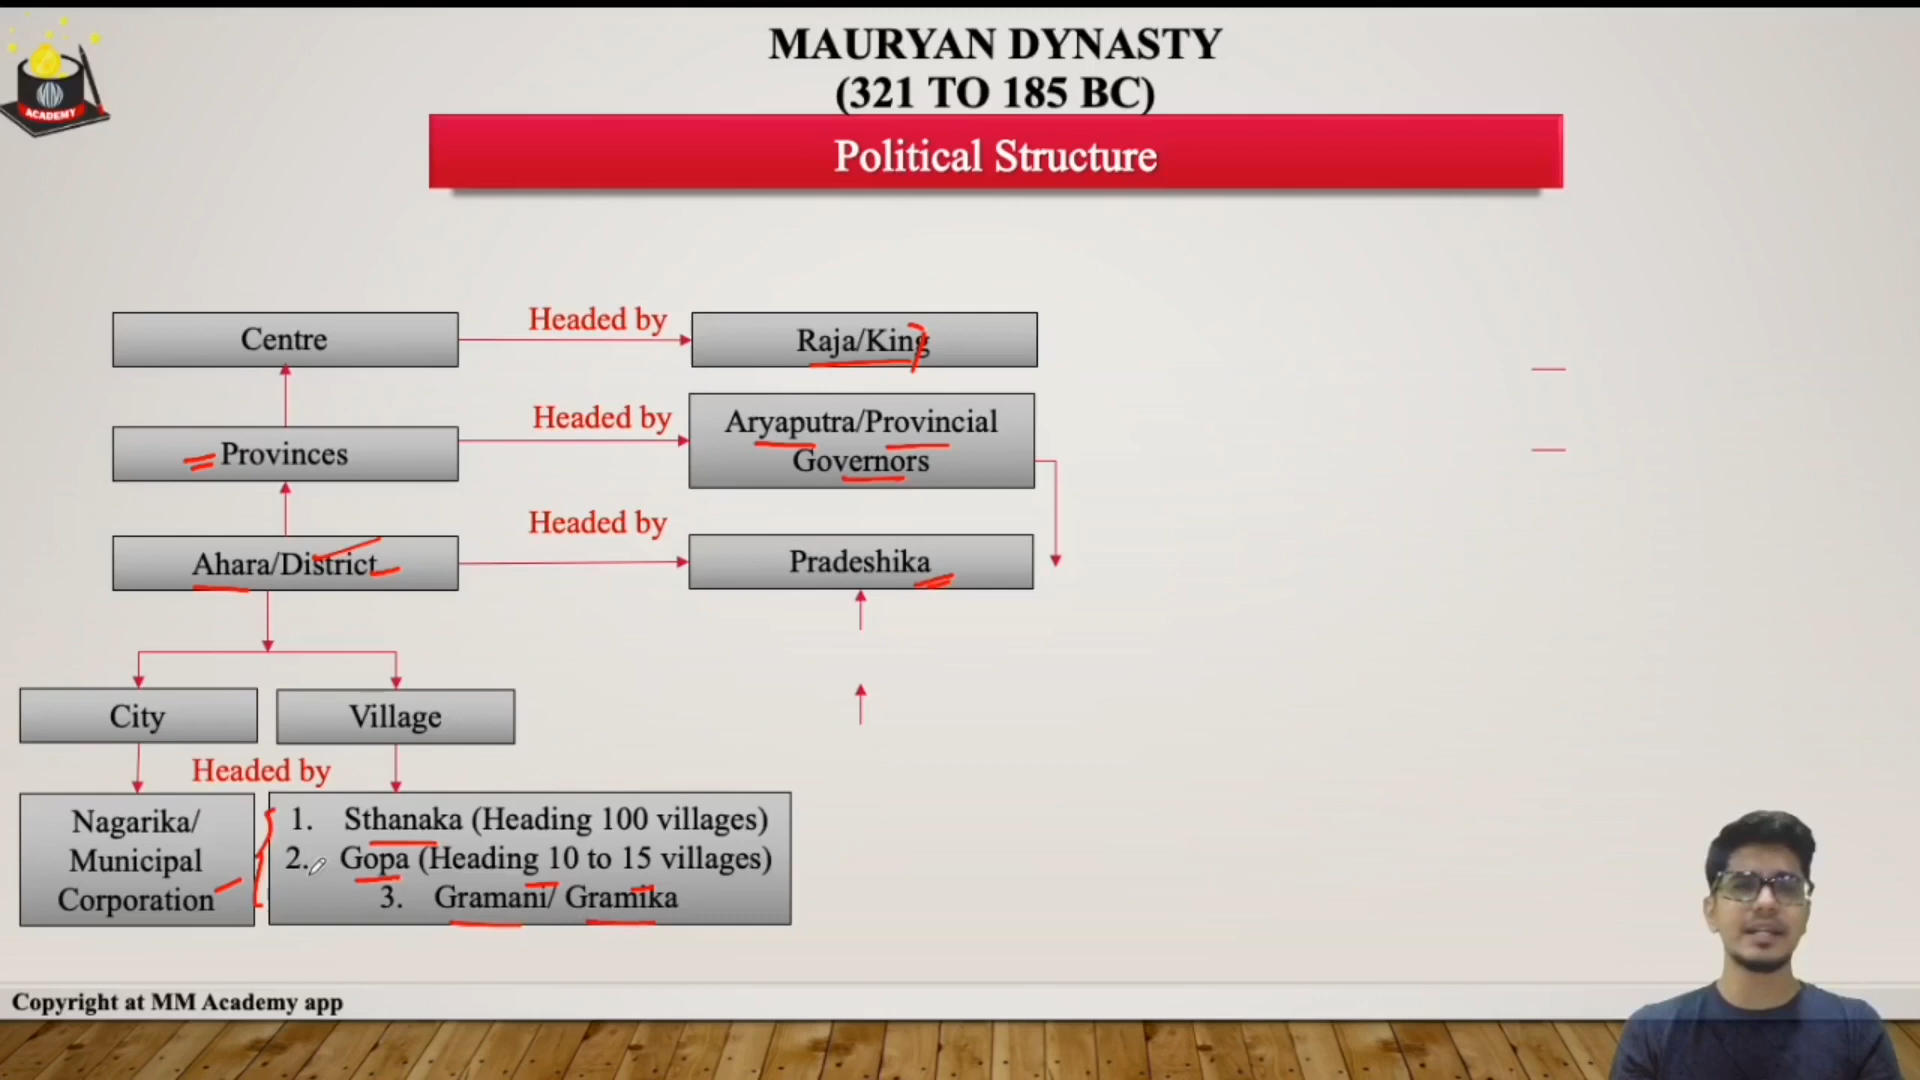 MAURYAN DYNASTY
(321 TO 185 BC)
Political Structure
ACADEMY
Centre
Headed by
Raja/King
Provinces
Headed by
Aryaputra/Provincial
Governors
Ahara/District
Headed by
Pradeshika
City
Village
Headed by
Nagarika/
Municipal
Corporation
1. Sthanaka (Heading 100 villages)
2. Gopa (Heading 10 to 15 villages)
3. Gramani/ Gramika
Copyright at MM Academy app